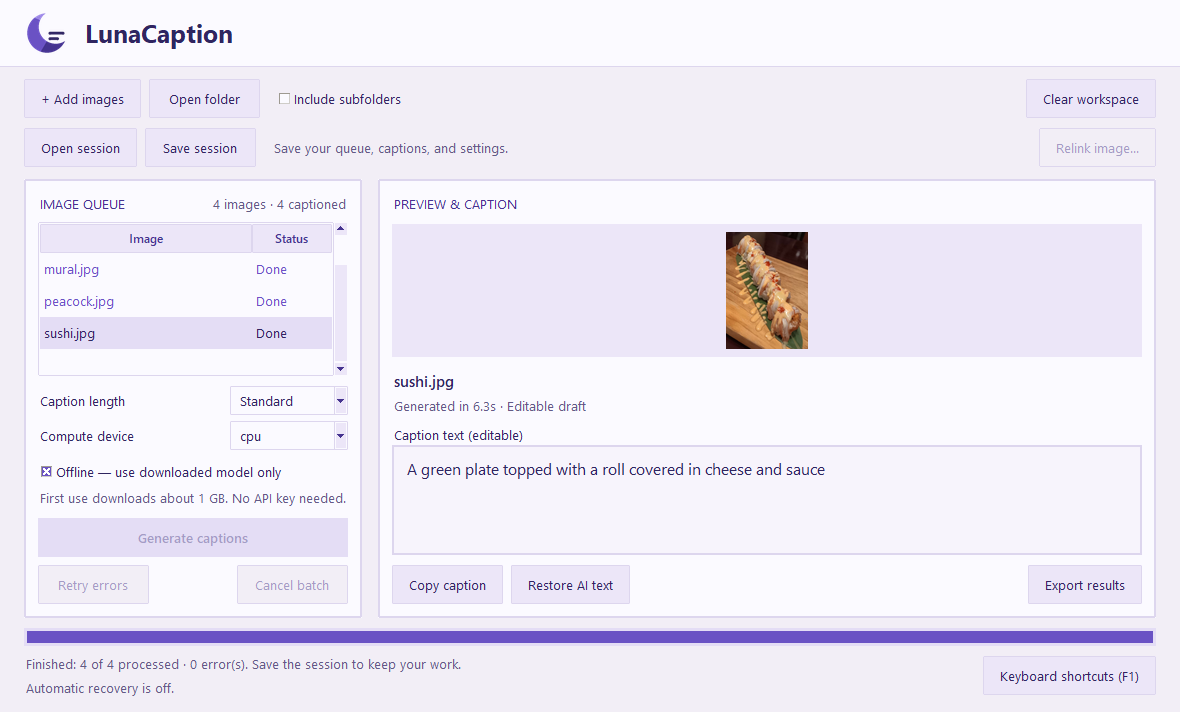 LunaCaption
+ Add images
Open folder
Include subfolders
Clear workspace
Open session
Save session
Save your queue, captions, and settings.
Relink image...
IMAGE QUEUE
4 images · 4 captioned
Image
Status
mural.jpg
Done
peacock.jpg
Done
sushi.jpg
Done
Caption length
Standard
Compute device
cpu
Offline — use downloaded model only
First use downloads about 1 GB. No API key needed.
Generate captions
Retry errors
Cancel batch
PREVIEW & CAPTION
sushi.jpg
Generated in 6.3s · Editable draft
Caption text (editable)
A green plate topped with a roll covered in cheese and sauce
Copy caption
Restore AI text
Export results
Finished: 4 of 4 processed · 0 error(s). Save the session to keep your work.
Automatic recovery is off.
Keyboard shortcuts (F1)